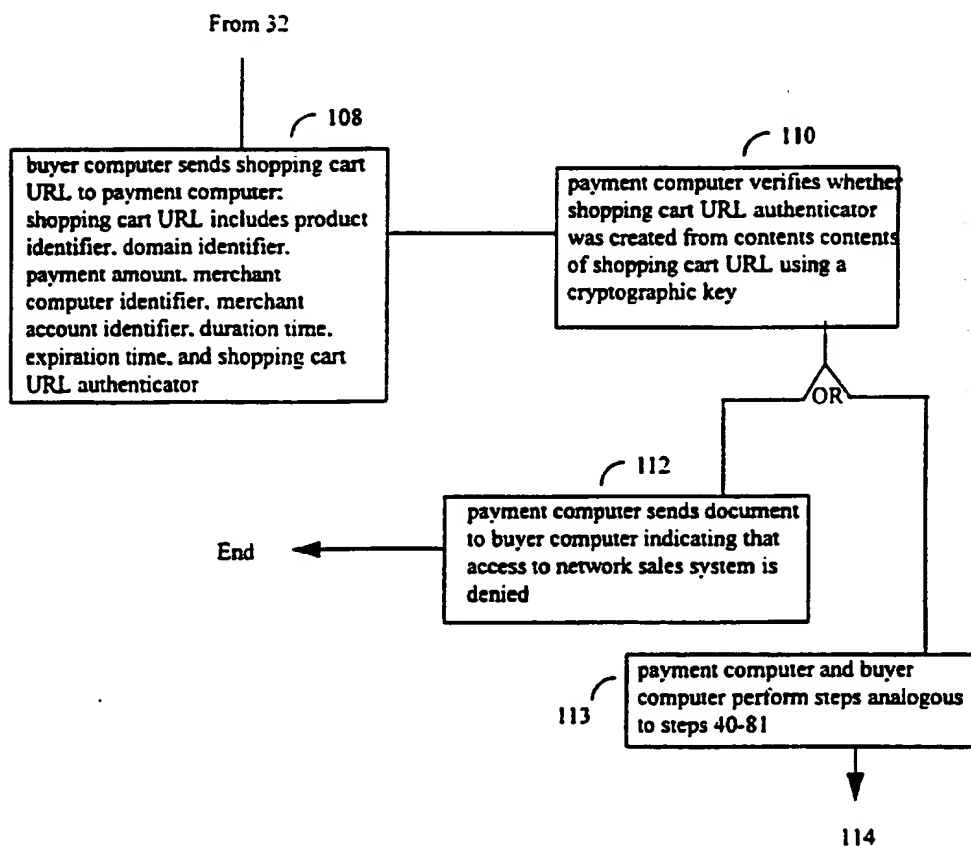 From 32
108
buyer computer sends shopping cart
URL to payment computer:
shopping cart URL includes product
identifier. domain identifier.
payment amount. merchant
computer identifier. merchant
account identifier. duration time.
expiration time. and shopping cart
URL authenticator
110
payment computer verifies whether
shopping cart URL authenticator
was created from contents contents
of shopping cart URL using a
cryptographic key
OR
112
payment computer sends document
to buyer computer indicating that
access to network sales system is
denied
End
113
payment computer and buyer
computer perform steps analogous
to steps 40-81
114